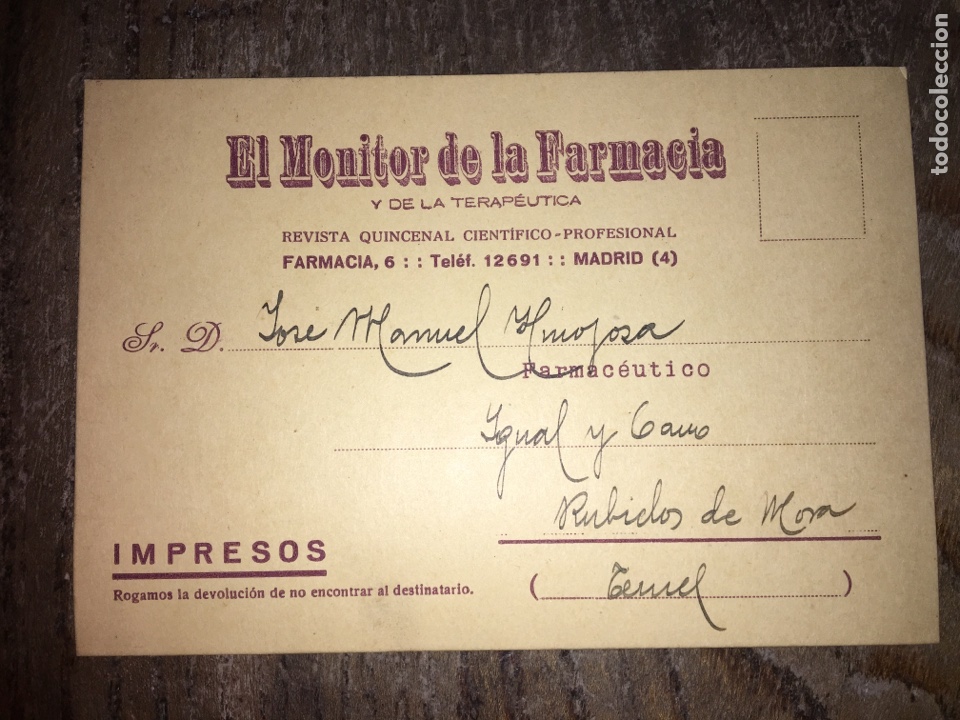 El Monitor de la Farmacia
Y DE LA TERAPÉUTICA
REVISTA QUINCENAL CIENTÍFICO-PROFESIONAL
FARMACIA, 6 : : Teléf. 12691 : : MADRID (4)
Sr. D. Jose Manuel Hinojosa
Farmacéutico
Igual y Cano
Rubielos de Mora
IMPRESOS
Rogamos la devolución de no encontrar al destinatario.
( Teruel )
todocoleccion